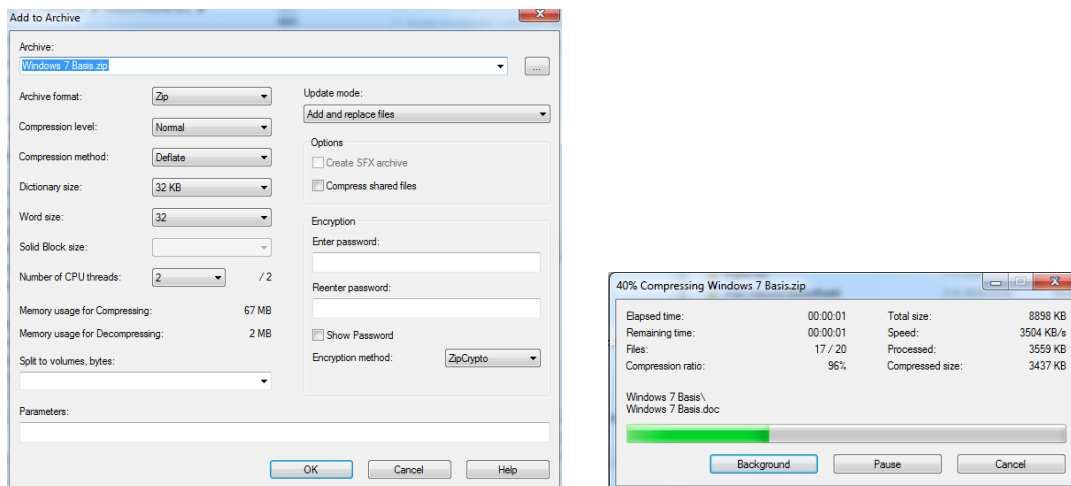 Add to Archive
Archive:
Windows 7 Basis.zip
...
Archive format: Zip
Compression level: Normal
Compression method: Deflate
Dictionary size: 32 KB
Word size: 32
Solid Block size:
Number of CPU threads: 2 / 2
Memory usage for Compressing: 67 MB
Memory usage for Decompressing: 2 MB
Split to volumes, bytes:
Parameters:
Update mode:
Add and replace files
Options
Create SFX archive
Compress shared files
Encryption
Enter password:
Reenter password:
Show Password
Encryption method: ZipCrypto
OK Cancel Help
40% Compressing Windows 7 Basis.zip
Elapsed time: 00:00:01 Total size: 8898 KB
Remaining time: 00:00:01 Speed: 3504 KB/s
Files: 17 / 20 Processed: 3559 KB
Compression ratio: 96% Compressed size: 3437 KB
Windows 7 Basis\
Windows 7 Basis.doc
Background Pause Cancel